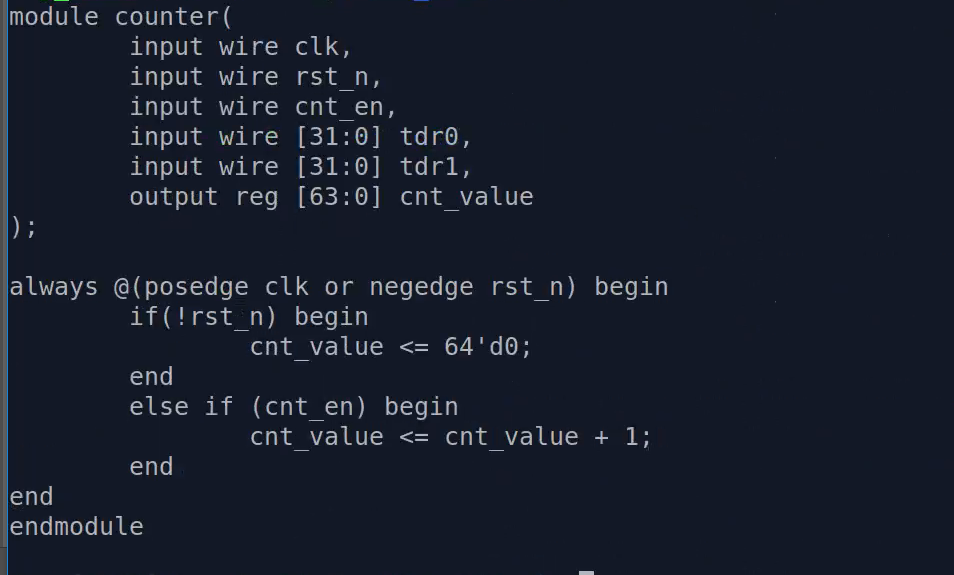 module counter(
        input wire clk,
        input wire rst_n,
        input wire cnt_en,
        input wire [31:0] tdr0,
        input wire [31:0] tdr1,
        output reg [63:0] cnt_value
);

always @(posedge clk or negedge rst_n) begin
        if(!rst_n) begin
                cnt_value <= 64'd0;
        end
        else if (cnt_en) begin
                cnt_value <= cnt_value + 1;
        end
end
endmodule